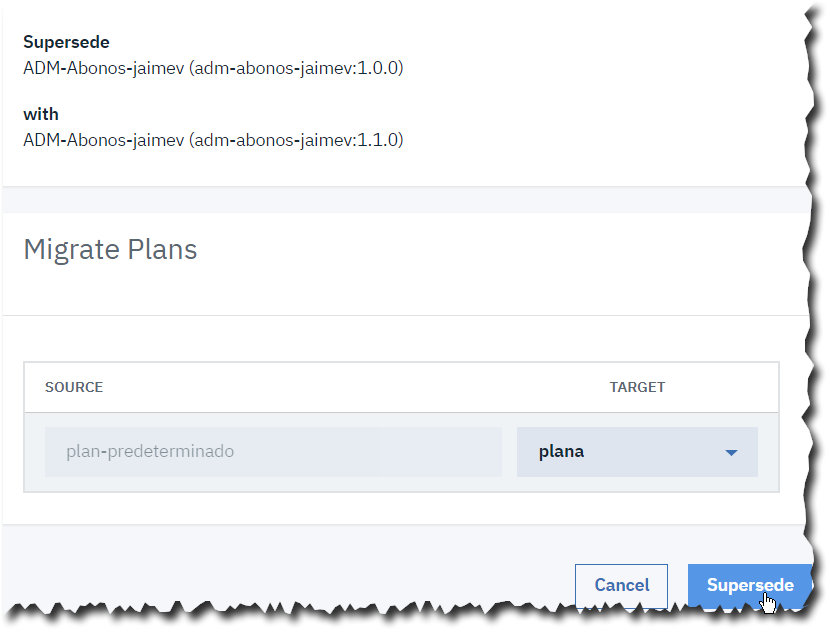 Supersede
ADM-Abonos-jaimev (adm-abonos-jaimev:1.0.0)
with
ADM-Abonos-jaimev (adm-abonos-jaimev:1.1.0)
Migrate Plans
SOURCE TARGET
plan-predeterminado plana
Cancel Supersede